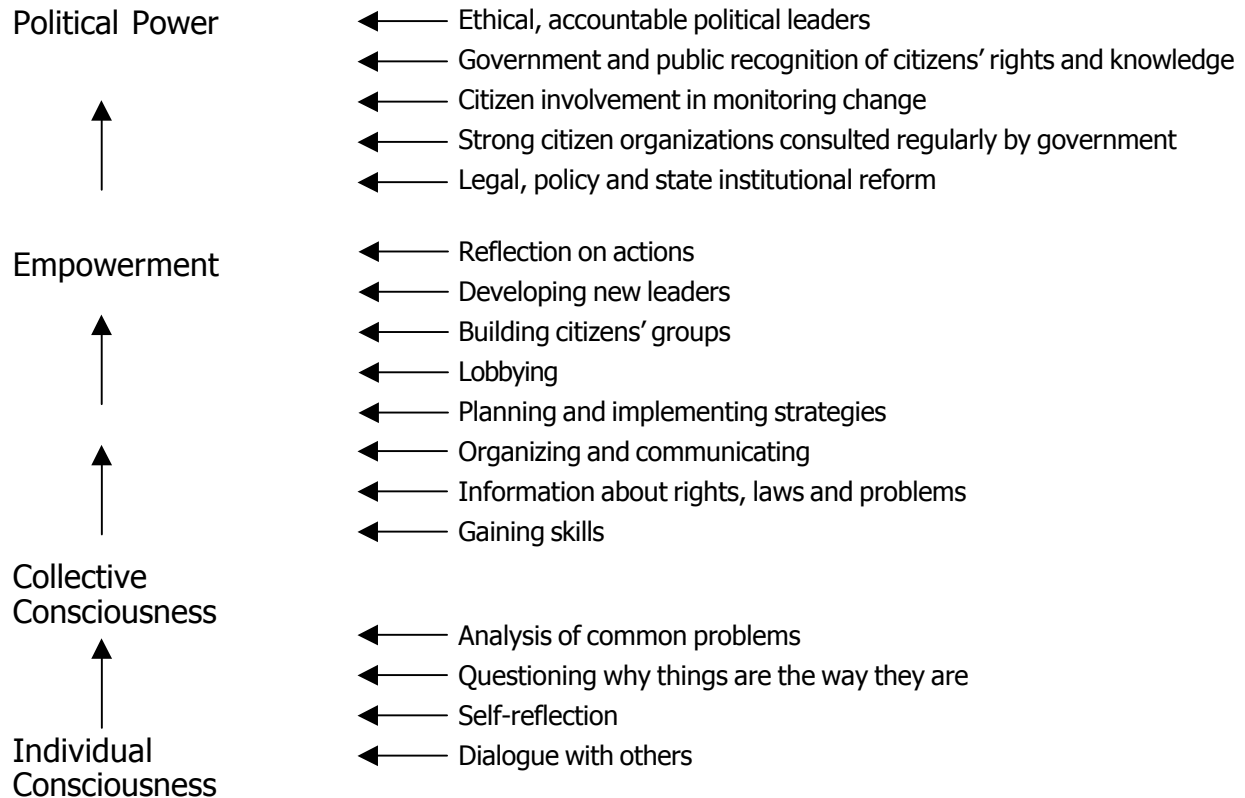 Political Power
Ethical, accountable political leaders
Government and public recognition of citizens’ rights and knowledge
Citizen involvement in monitoring change
Strong citizen organizations consulted regularly by government
Legal, policy and state institutional reform
Empowerment
Reflection on actions
Developing new leaders
Building citizens’ groups
Lobbying
Planning and implementing strategies
Organizing and communicating
Information about rights, laws and problems
Gaining skills
Collective
Consciousness
Analysis of common problems
Questioning why things are the way they are
Self-reflection
Individual
Consciousness
Dialogue with others